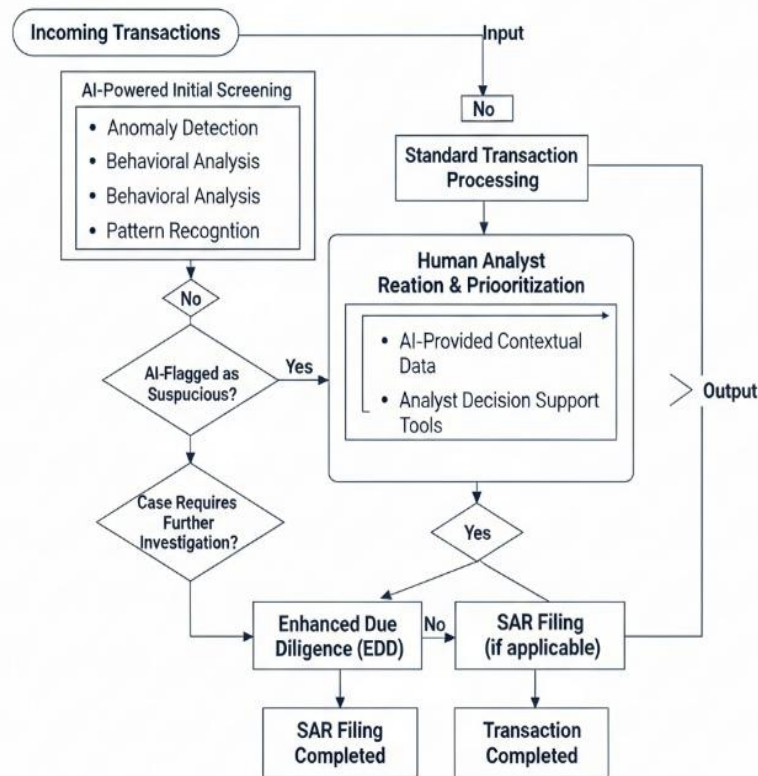 Incoming Transactions
Input
AI-Powered Initial Screening
• Anomaly Detection
• Behavioral Analysis
• Behavioral Analysis
• Pattern Recogntion
No
Standard Transaction
Processing
Human Analyst
Reation & Priooritization
• AI-Provided Contextual
Data
• Analyst Decision Support
Tools
No
AI-Flagged as
Suspucious?
Yes
Output
Case Requires
Further
Investigation?
Yes
Enhanced Due
Diligence (EDD)
No
SAR Filing
(if applicable)
SAR Filing
Completed
Transaction
Completed